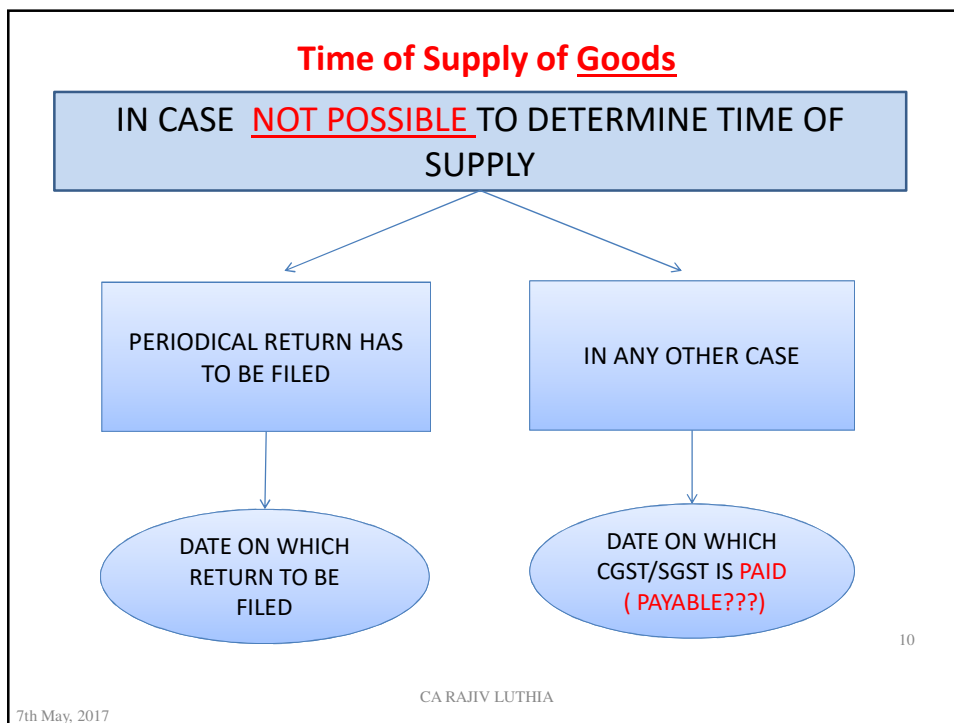 Time of Supply of Goods
IN CASE NOT POSSIBLE TO DETERMINE TIME OF
SUPPLY
PERIODICAL RETURN HAS
TO BE FILED
IN ANY OTHER CASE
DATE ON WHICH
RETURN TO BE
FILED
DATE ON WHICH
CGST/SGST IS PAID
( PAYABLE???)
10
CA RAJIV LUTHIA
7th May, 2017